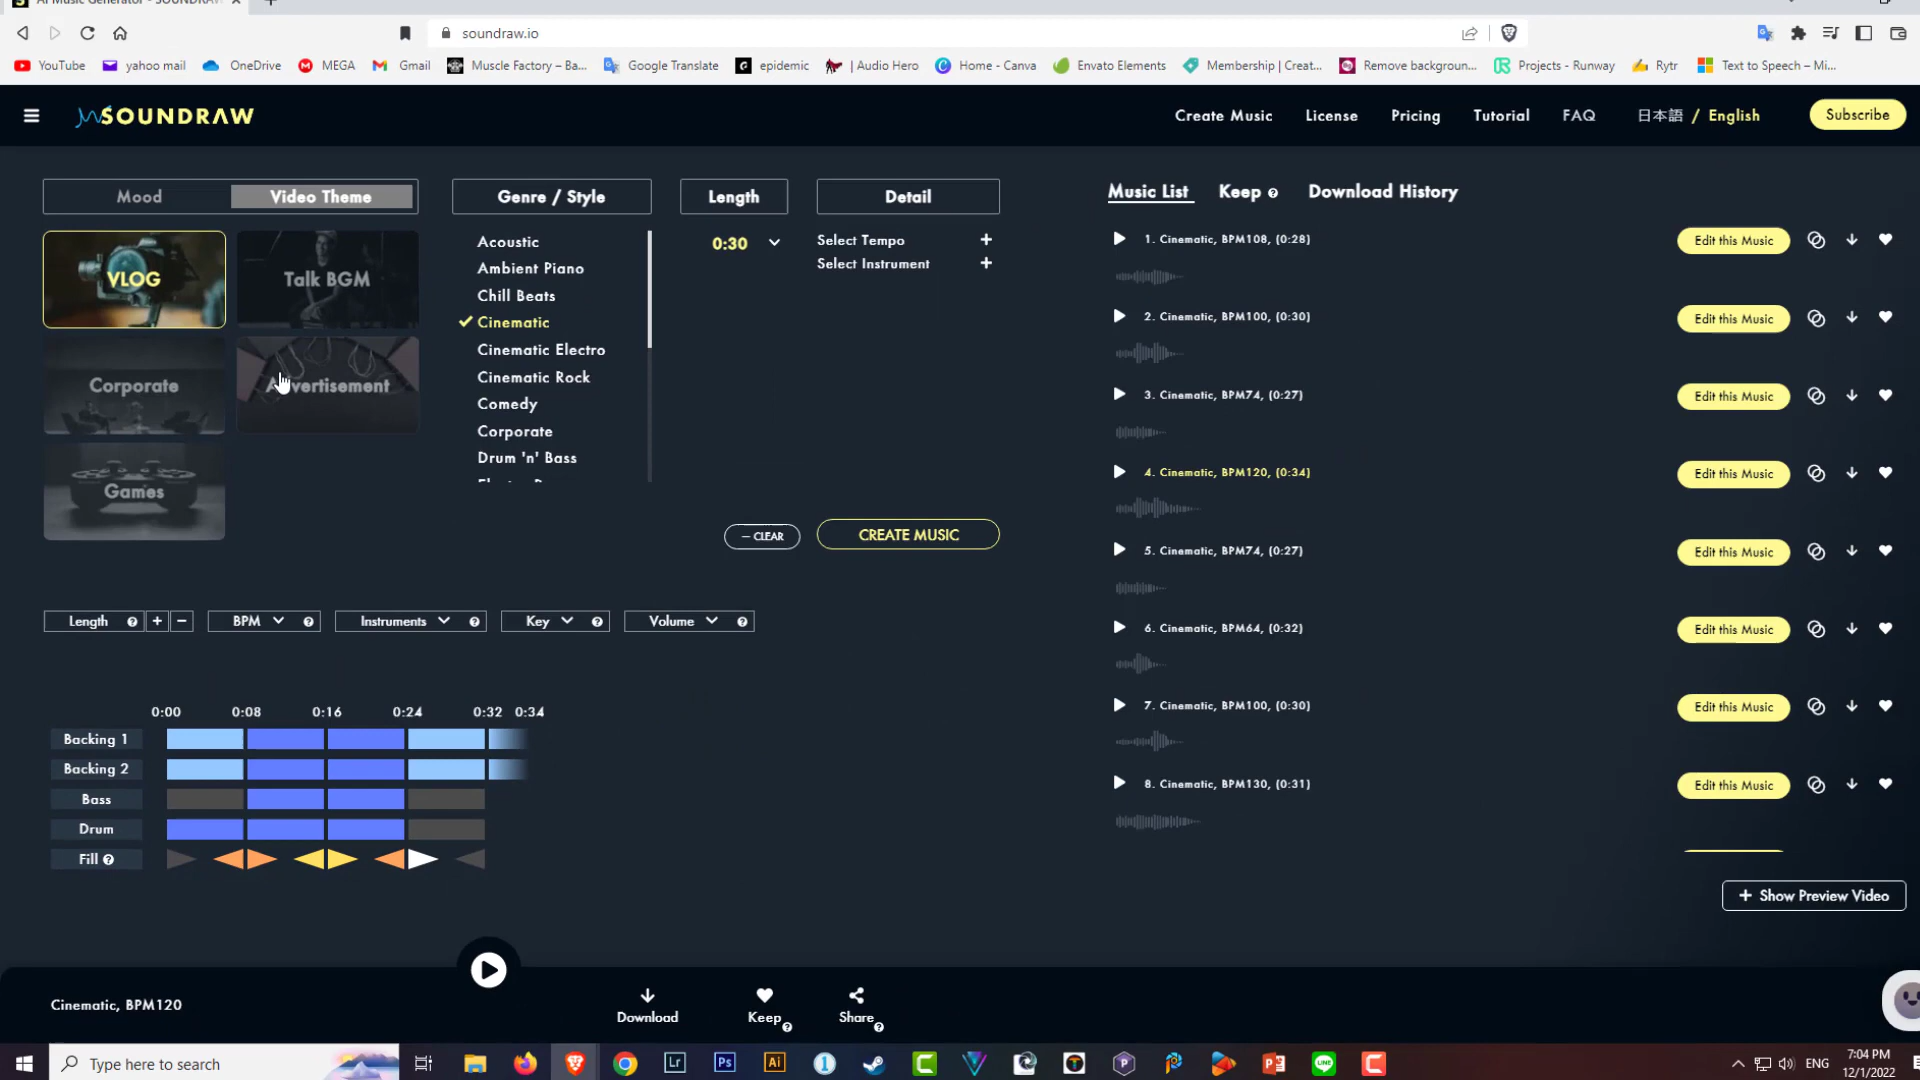 AI Music Generator - SOUNDRAW
soundraw.io
YouTube
yahoo mail
OneDrive
MEGA
Gmail
Muscle Factory – Ba...
Google Translate
epidemic
| Audio Hero
Home - Canva
Envato Elements
Membership | Creat...
Remove backgroun...
Projects - Runway
Rytr
Text to Speech – Mi...
SOUNDRAW
Create Music
License
Pricing
Tutorial
FAQ
日本語 / English
Subscribe
Mood
Video Theme
Genre / Style
Length
Detail
VLOG
Talk BGM
Corporate
Advertisement
Games
Acoustic
Ambient Piano
Chill Beats
Cinematic
Cinematic Electro
Cinematic Rock
Comedy
Corporate
Drum 'n' Bass
0:30
Select Tempo +
Select Instrument +
— CLEAR
CREATE MUSIC
Music List
Keep ?
Download History
1. Cinematic, BPM108, (0:28)
Edit this Music
2. Cinematic, BPM100, (0:30)
Edit this Music
3. Cinematic, BPM74, (0:27)
Edit this Music
4. Cinematic, BPM120, (0:34)
Edit this Music
5. Cinematic, BPM74, (0:27)
Edit this Music
6. Cinematic, BPM64, (0:32)
Edit this Music
7. Cinematic, BPM100, (0:30)
Edit this Music
8. Cinematic, BPM130, (0:31)
Edit this Music
+ Show Preview Video
Length ? + −
BPM ?
Instruments ?
Key ?
Volume ?
0:00 0:08 0:16 0:24 0:32 0:34
Backing 1
Backing 2
Bass
Drum
Fill ?
Cinematic, BPM120
Download
Keep ?
Share ?
Type here to search
Lr
Ps
Ai
ENG
7:04 PM
12/1/2022